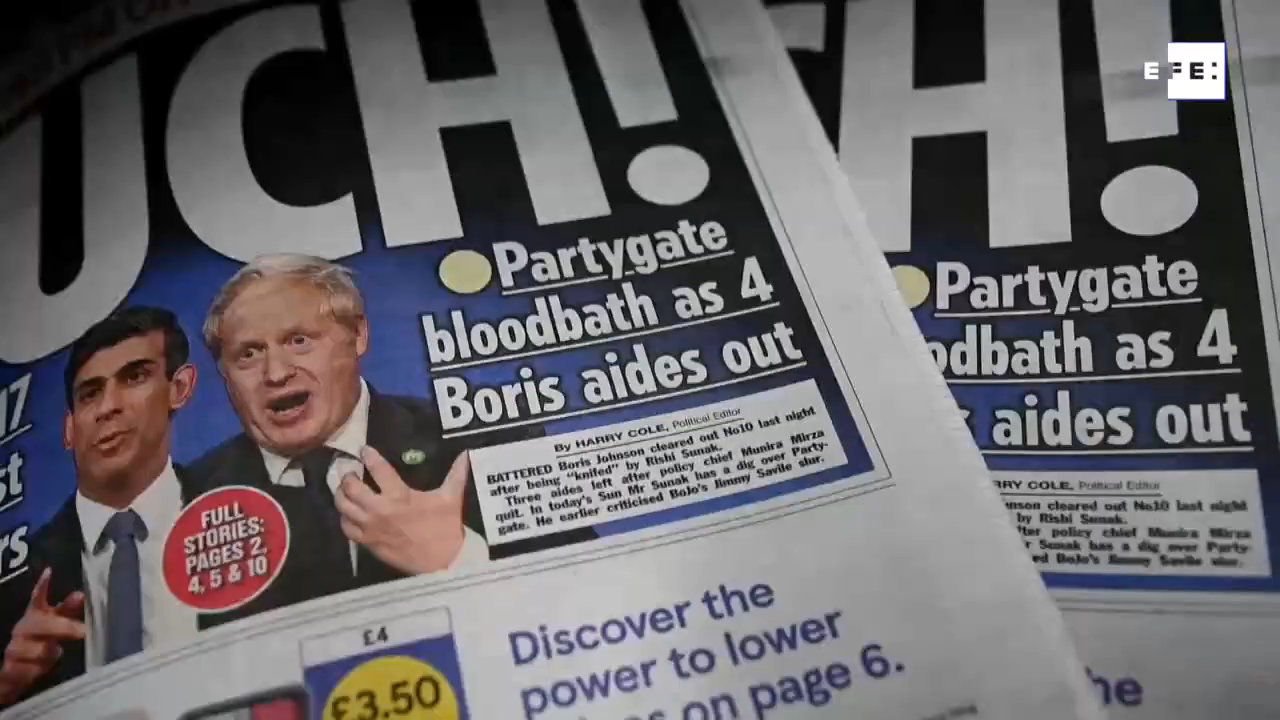 UCH!
H!
EFE:
Partygate
bloodbath as 4
Boris aides out
By HARRY COLE, Political Editor
BATTERED Boris Johnson cleared out No10 last night
after being "knifed" by Rishi Sunak.
Three aides left after policy chief Munira Mirza
quit. In today's Sun Mr Sunak has a dig over Party-
gate. He earlier criticised BoJo's Jimmy Savile slur.
17
st
rs
FULL
STORIES:
PAGES 2,
4, 5 & 10
£4
£3.50
Discover the
power to lower
on page 6.
Partygate
odbath as 4
s aides out
RRY COLE, Political Editor
nson cleared out No10 last night
by Rishi Sunak.
fter policy chief Munira Mirza
r Sunak has a dig over Party-
ed BoJo's Jimmy Savile slur.
he